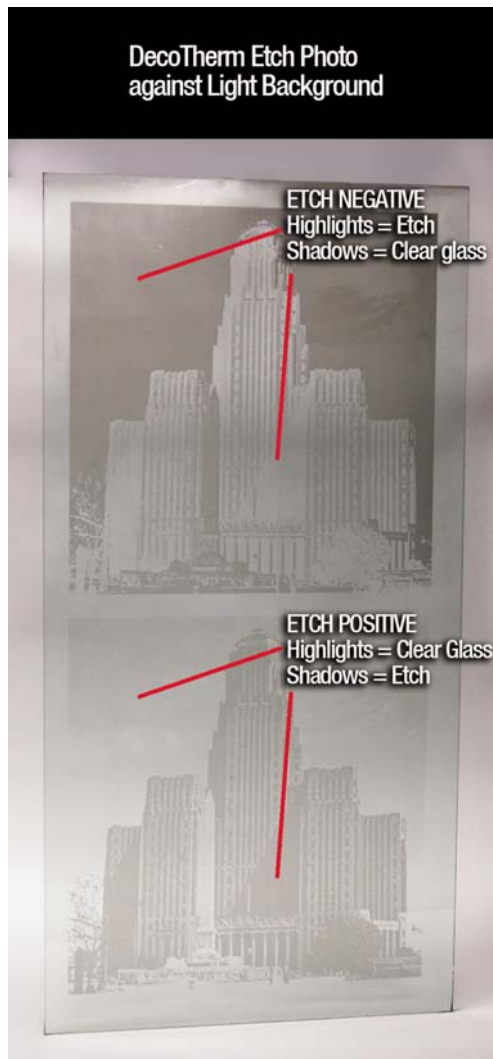 DecoTherm Etch Photo
against Light Background
ETCH NEGATIVE
Highlights = Etch
Shadows = Clear glass
ETCH POSITIVE
Highlights = Clear Glass
Shadows = Etch